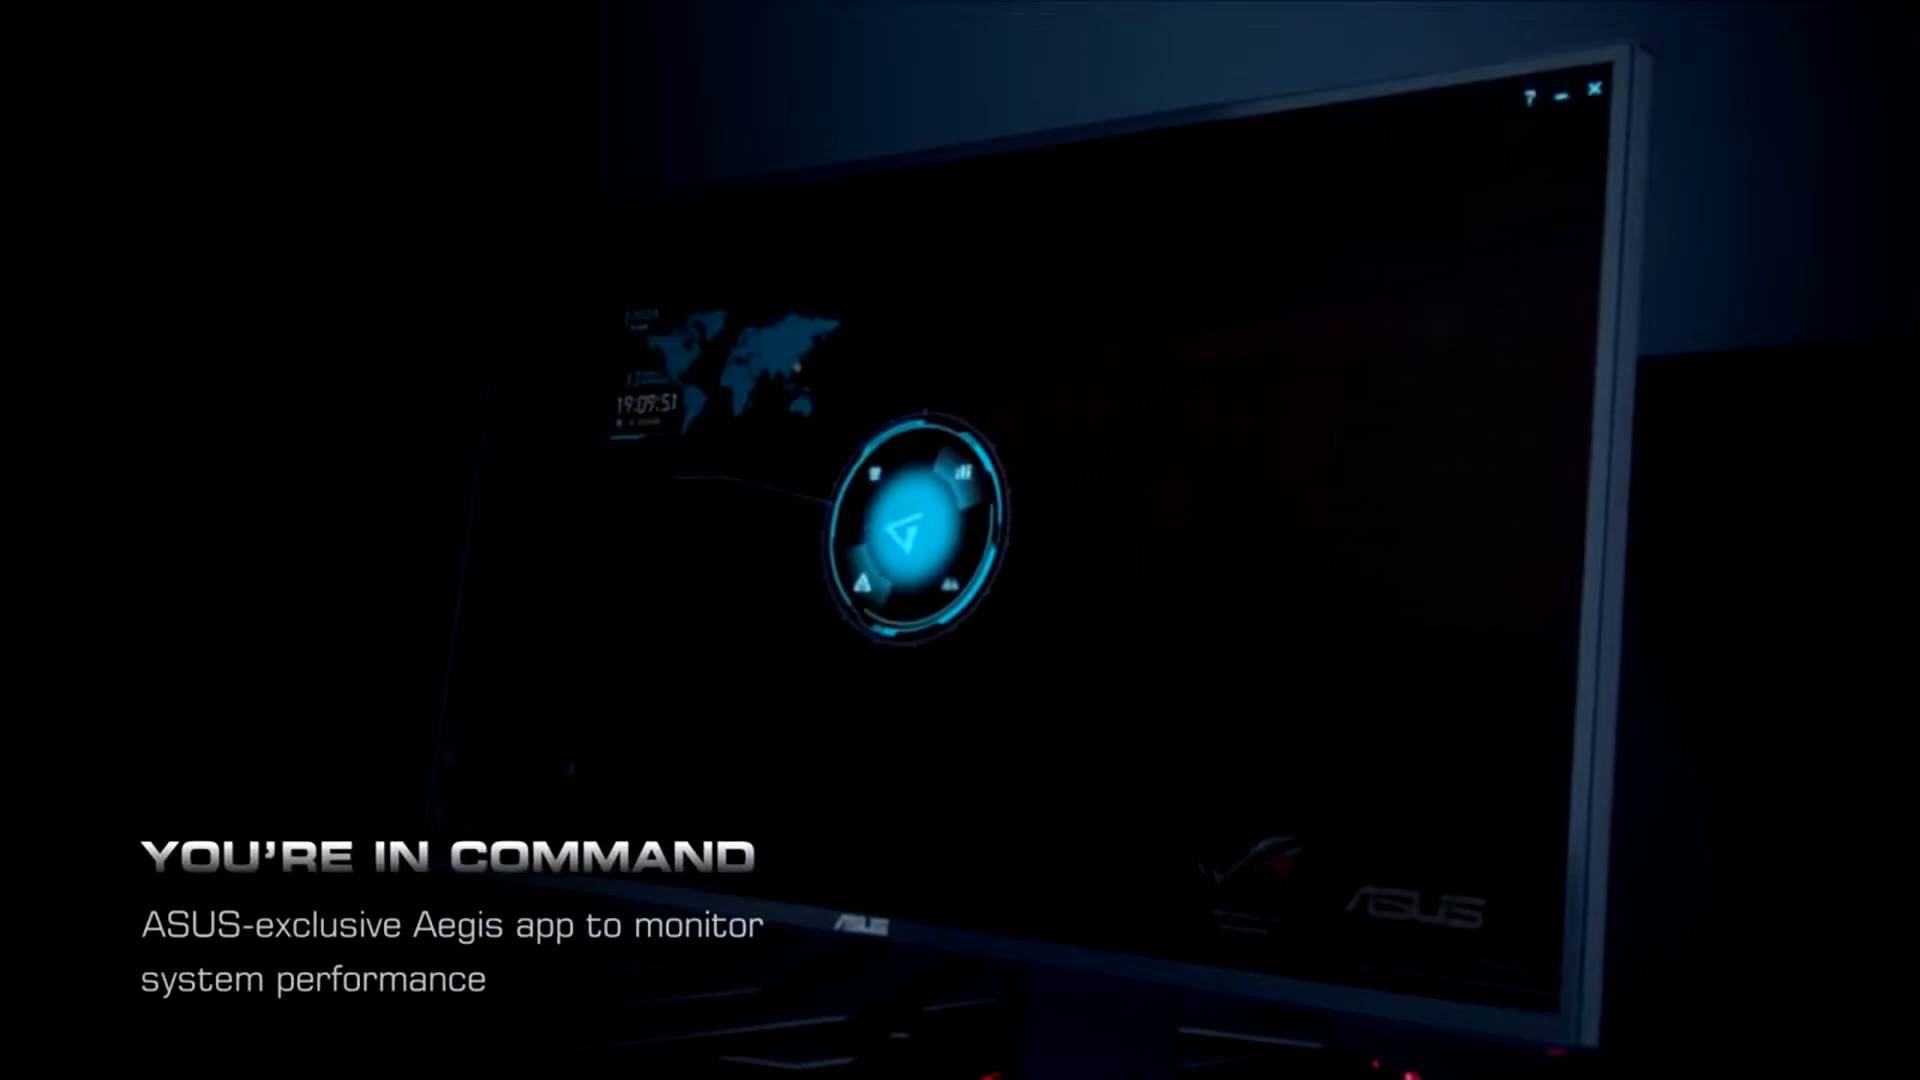 ? – X
19:09:51
YOU'RE IN COMMAND
ASUS-exclusive Aegis app to monitor
system performance
ASUS
ASUS